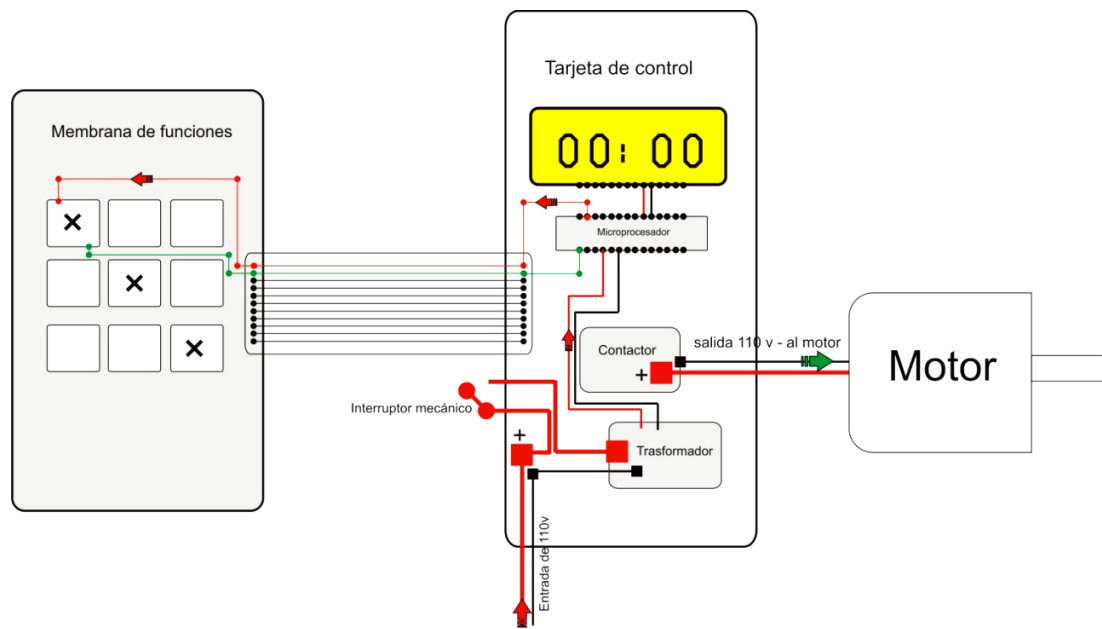 Tarjeta de control
Membrana de funciones
00: 00
Microprocesador
Contactor
+
salida 110 v - al motor
Motor
Interruptor mecánico
+
Trasformador
Entrada de 110v